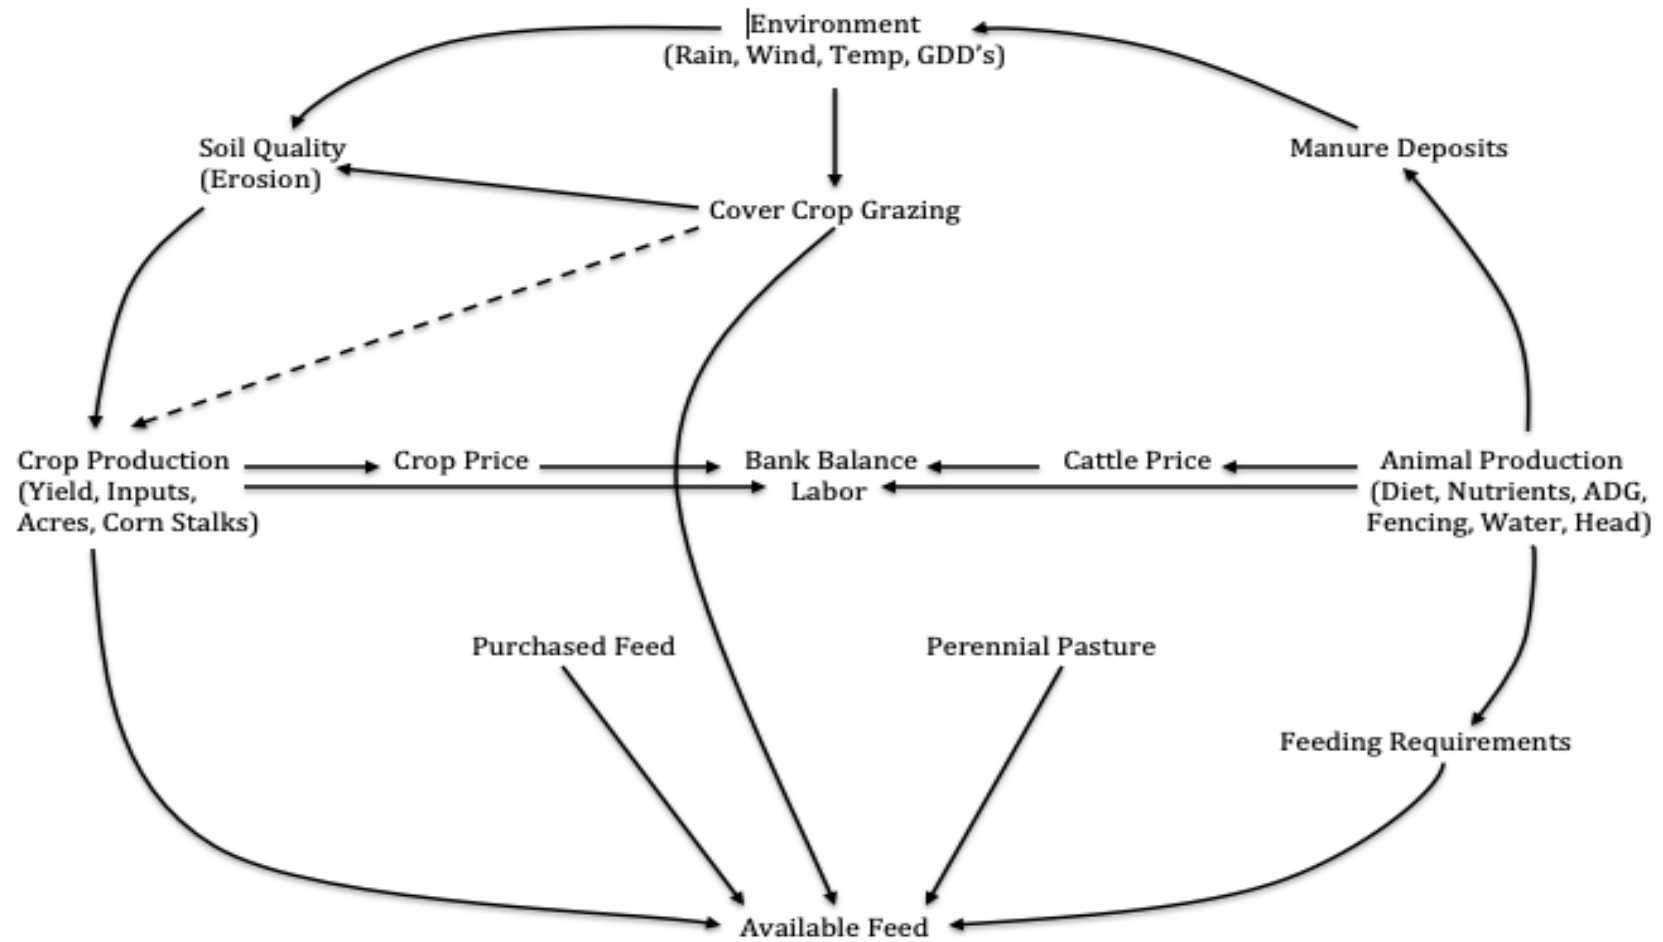 Environment
(Rain, Wind, Temp, GDD's)
Soil Quality
(Erosion)
Manure Deposits
Cover Crop Grazing
Crop Production
(Yield, Inputs,
Acres, Corn Stalks)
Crop Price
Bank Balance
Labor
Cattle Price
Animal Production
(Diet, Nutrients, ADG,
Fencing, Water, Head)
Purchased Feed
Perennial Pasture
Feeding Requirements
Available Feed